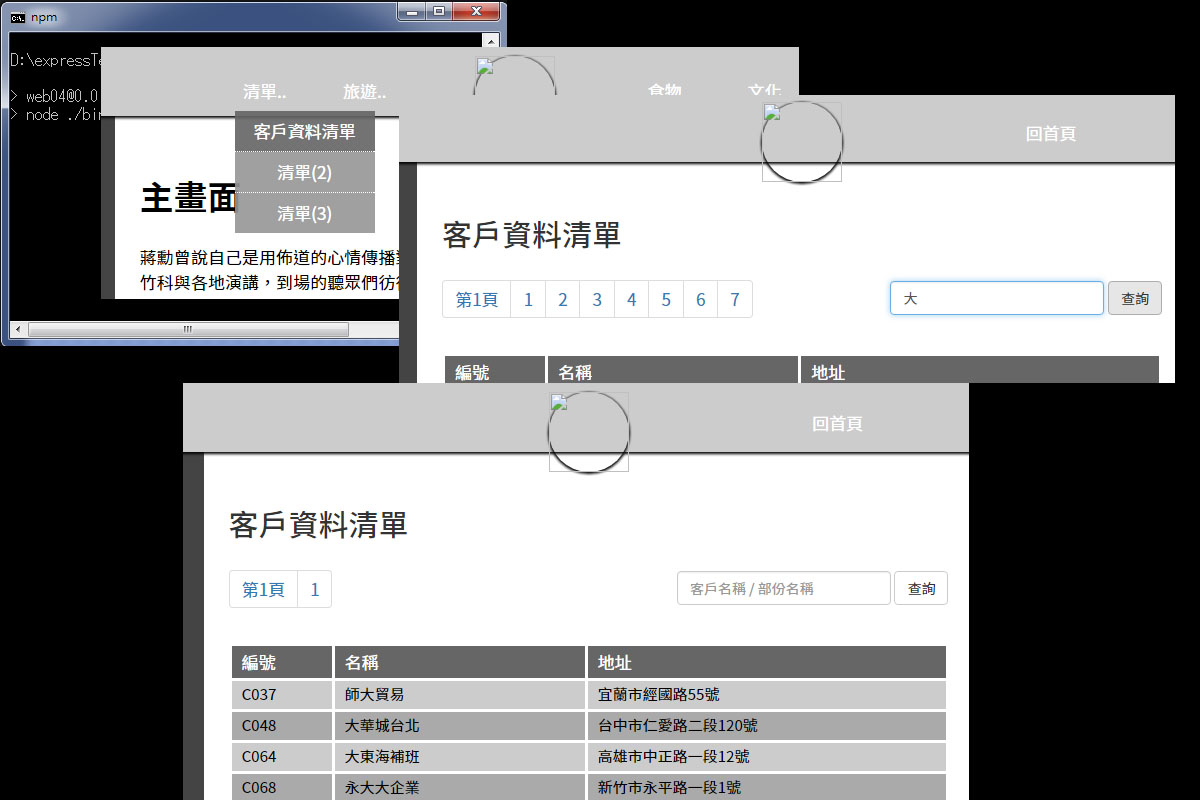 npm
D:\expressTe
> web04@0.0
> node ./bin
清單..
旅遊..
食物
文化
客戶資料清單
清單(2)
清單(3)
主畫面
蔣勳曾說自己是用佈道的心情傳播
竹科與各地演講，到場的聽眾們彷
回首頁
客戶資料清單
第1頁 1 2 3 4 5 6 7
大 查詢
編號 名稱 地址
回首頁
客戶資料清單
第1頁 1
客戶名稱 / 部份名稱 查詢
編號 名稱 地址
C037 師大貿易 宜蘭市經國路55號
C048 大華城台北 台中市仁愛路二段120號
C064 大東海補班 高雄市中正路一段12號
C068 永大大企業 新竹市永平路一段1號